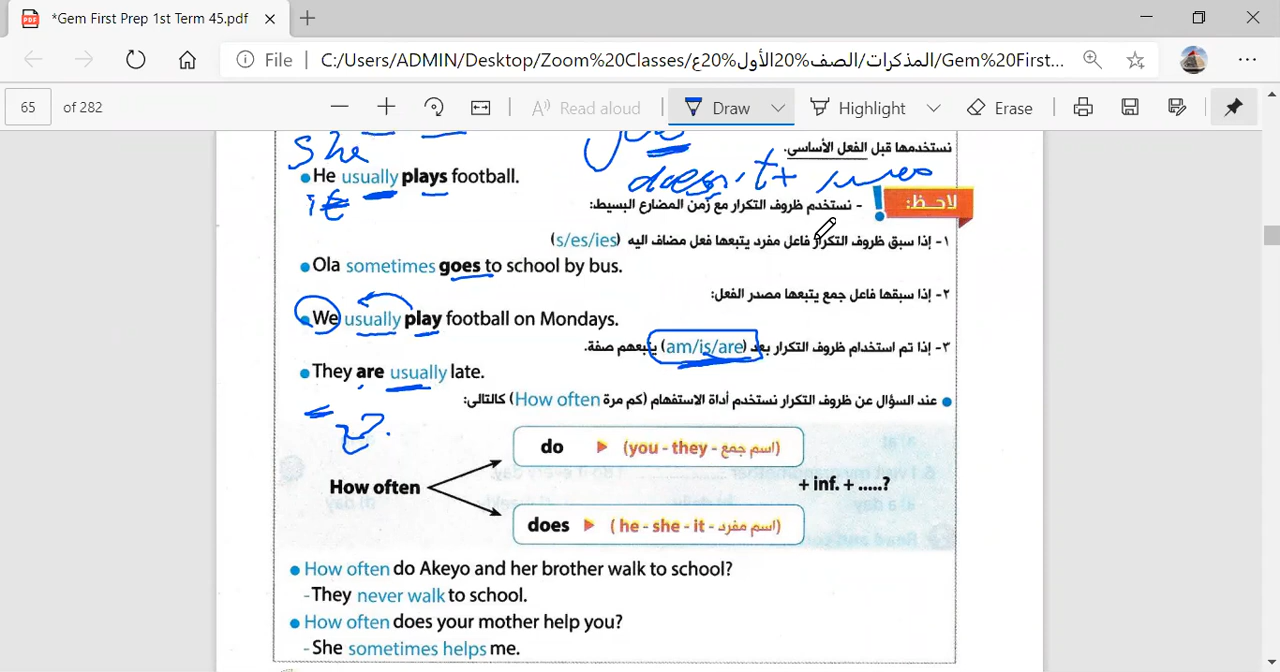 *Gem First Prep 1st Term 45.pdf
File C:/Users/ADMIN/Desktop/Zoom%20Classes/المذكرات/الصف%20الأول%20ع/Gem%20First...
65 of 282 Read aloud Draw Highlight Erase
نستخدمها قبل الفعل الأساسي.
she
He usually plays football.
it
doesn't +
لاحظ:
- نستخدم ظروف التكرار مع زمن المضارع البسيط:
١- إذا سبق ظروف التكرار فاعل مفرد يتبعها فعل مضاف اليه (s/es/ies)
Ola sometimes goes to school by bus.
٢- إذا سبقها فاعل جمع يتبعها مصدر الفعل:
We usually play football on Mondays.
٣- إذا تم استخدام ظروف التكرار بعد (am/is/are) يتبعهم صفة.
They are usually late.
عند السؤال عن ظروف التكرار نستخدم أداة الاستفهام (كم مرة How often) كالتالى:
do (you - they - اسم جمع)
How often + inf. + .....?
does ( he - she - it - اسم مفرد)
How often do Akeyo and her brother walk to school?
- They never walk to school.
How often does your mother help you?
- She sometimes helps me.